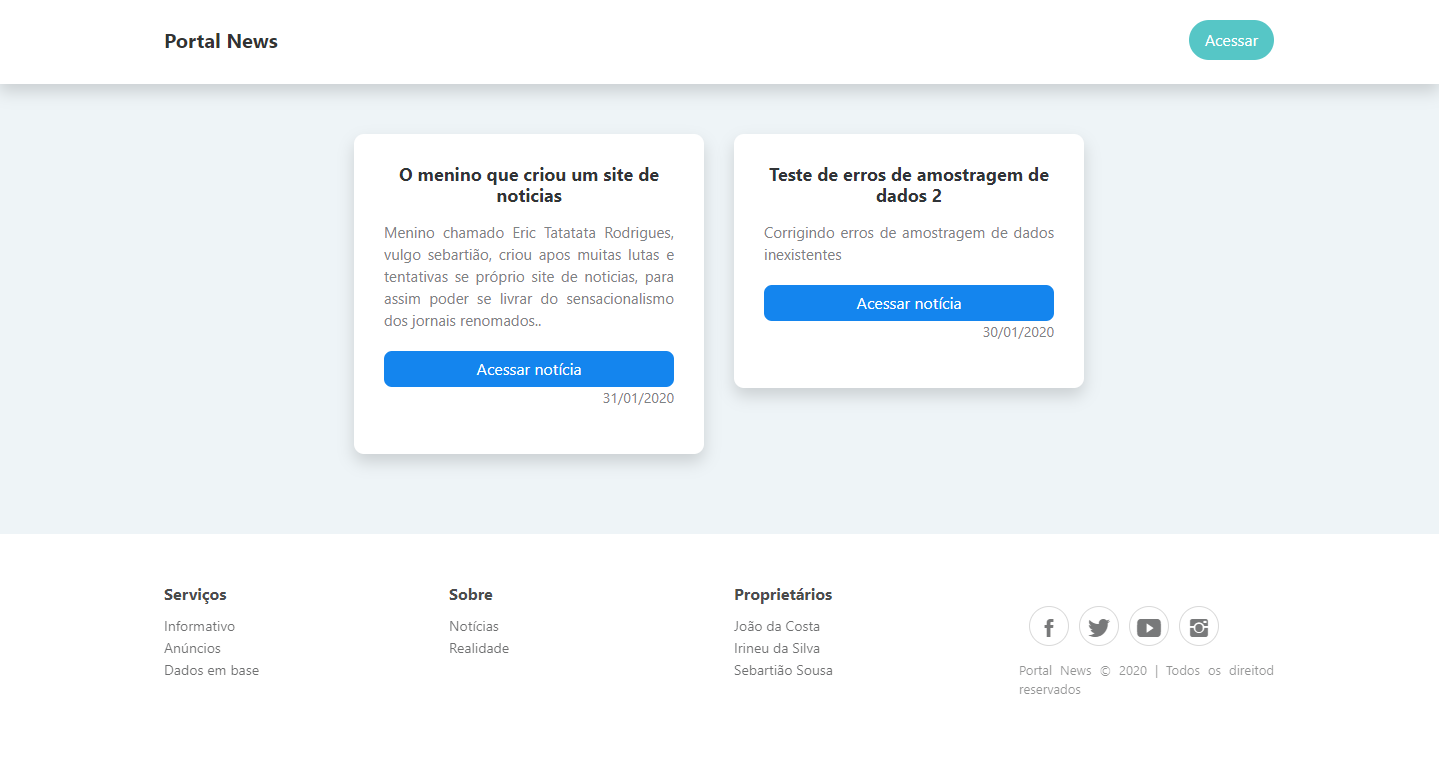 Portal News
Acessar
O menino que criou um site de
noticias
Menino chamado Eric Tatatata Rodrigues,
vulgo sebartião, criou apos muitas lutas e
tentativas se próprio site de noticias, para
assim poder se livrar do sensacionalismo
dos jornais renomados..
Acessar notícia
31/01/2020
Teste de erros de amostragem de
dados 2
Corrigindo erros de amostragem de dados
inexistentes
Acessar notícia
30/01/2020
Serviços
Informativo
Anúncios
Dados em base
Sobre
Notícias
Realidade
Proprietários
João da Costa
Irineu da Silva
Sebartião Sousa
Portal News © 2020 | Todos os direitod
reservados